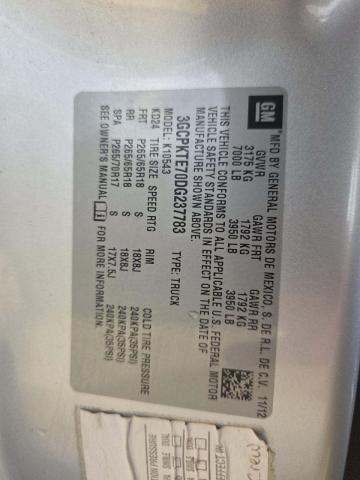 GM
MFD BY GENERAL MOTORS DE MEXICO, S. DE R.L. DE C.V. 11/12
GVWR GAWR FRT GAWR RR
3175 KG 1792 KG 1792 KG
7000 LB 3950 LB 3950 LB
THIS VEHICLE CONFORMS TO ALL APPLICABLE U.S. FEDERAL MOTOR
VEHICLE SAFETY STANDARDS IN EFFECT ON THE DATE OF
MANUFACTURE SHOWN ABOVE.
3GCPKTE70DG237783 TYPE: TRUCK
MODEL: K10543
KD24 TIRE SIZE SPEED RTG RIM COLD TIRE PRESSURE
FRT P265/65R18 S 18X8J 240KPA(35PSI)
RR P265/65R18 S 18X8J 240KPA(35PSI)
SPA P265/70R17 S 17X7.5J 240KPA(35PSI)
SEE OWNER'S MANUAL FOR MORE INFORMATION